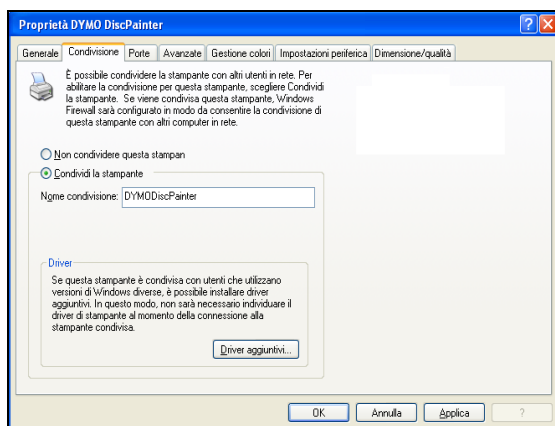 Proprietà DYMO DiscPainter
Generale Condivisione Porte Avanzate Gestione colori Impostazioni periferica Dimensione/qualità
È possibile condividere la stampante con altri utenti in rete. Per
abilitare la condivisione per questa stampante, scegliere Condividi
la stampante. Se viene condivisa questa stampante, Windows
Firewall sarà configurato in modo da consentire la condivisione di
questa stampante con altri computer in rete.
Non condividere questa stampan
Condividi la stampante
Nome condivisione: DYMODiscPainter
Driver
Se questa stampante è condivisa con utenti che utilizzano
versioni di Windows diverse, è possibile installare driver
aggiuntivi. In questo modo, non sarà necessario individuare il
driver di stampante al momento della connessione alla
stampante condivisa.
Driver aggiuntivi...
OK Annulla Applica ?